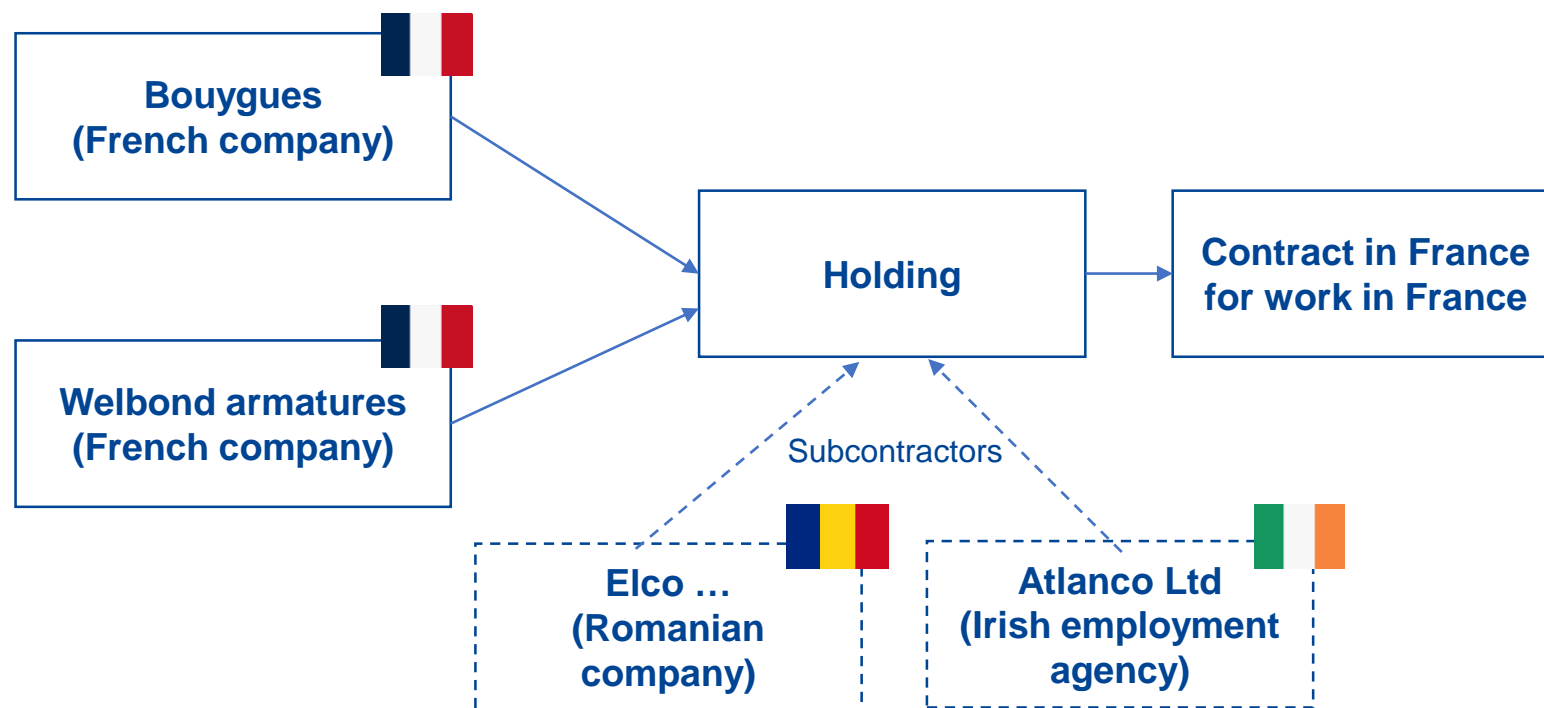 Bouygues
(French company)
Welbond armatures
(French company)
Holding
Contract in France
for work in France
Subcontractors
Elco …
(Romanian
company)
Atlanco Ltd
(Irish employment
agency)